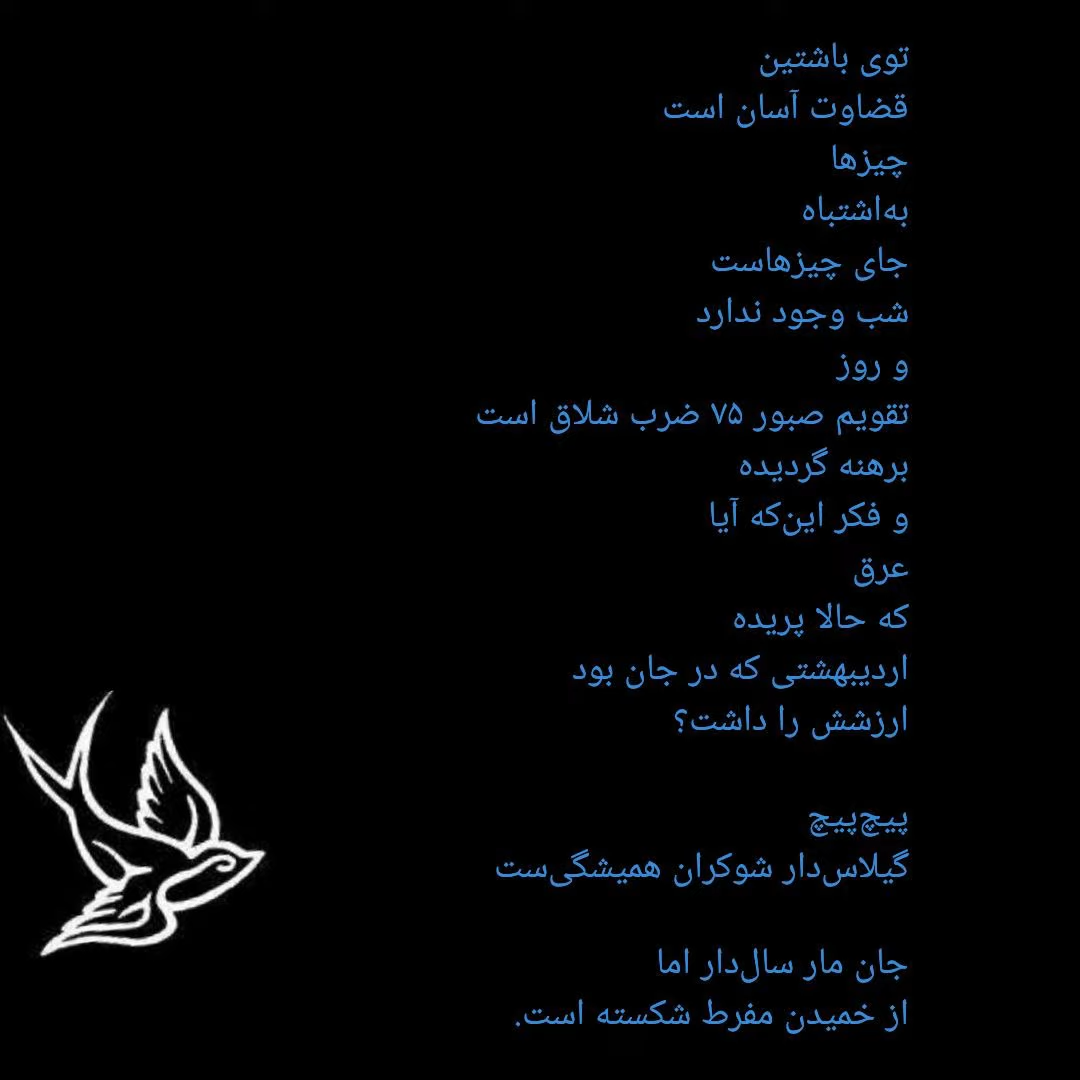 توی باشتین
قضاوت آسان است
چیزها
به‌اشتباه
جای چیزهاست
شب وجود ندارد
و روز
تقویم صبور ۷۵ ضرب شلاق است
برهنه گردیده
و فکر این‌که آیا
عرق
که حالا پریده
اردیبهشتی که در جان بود
ارزشش را داشت؟
پیچ‌پیچ
گیلاس‌دار شوکران همیشگی‌ست
جان مار سال‌دار اما
از خمیدن مفرط شکسته است.